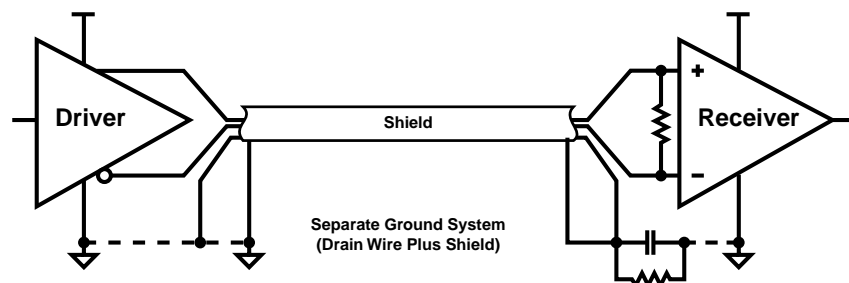 Driver
Shield
+
Receiver
−
Separate Ground System
(Drain Wire Plus Shield)